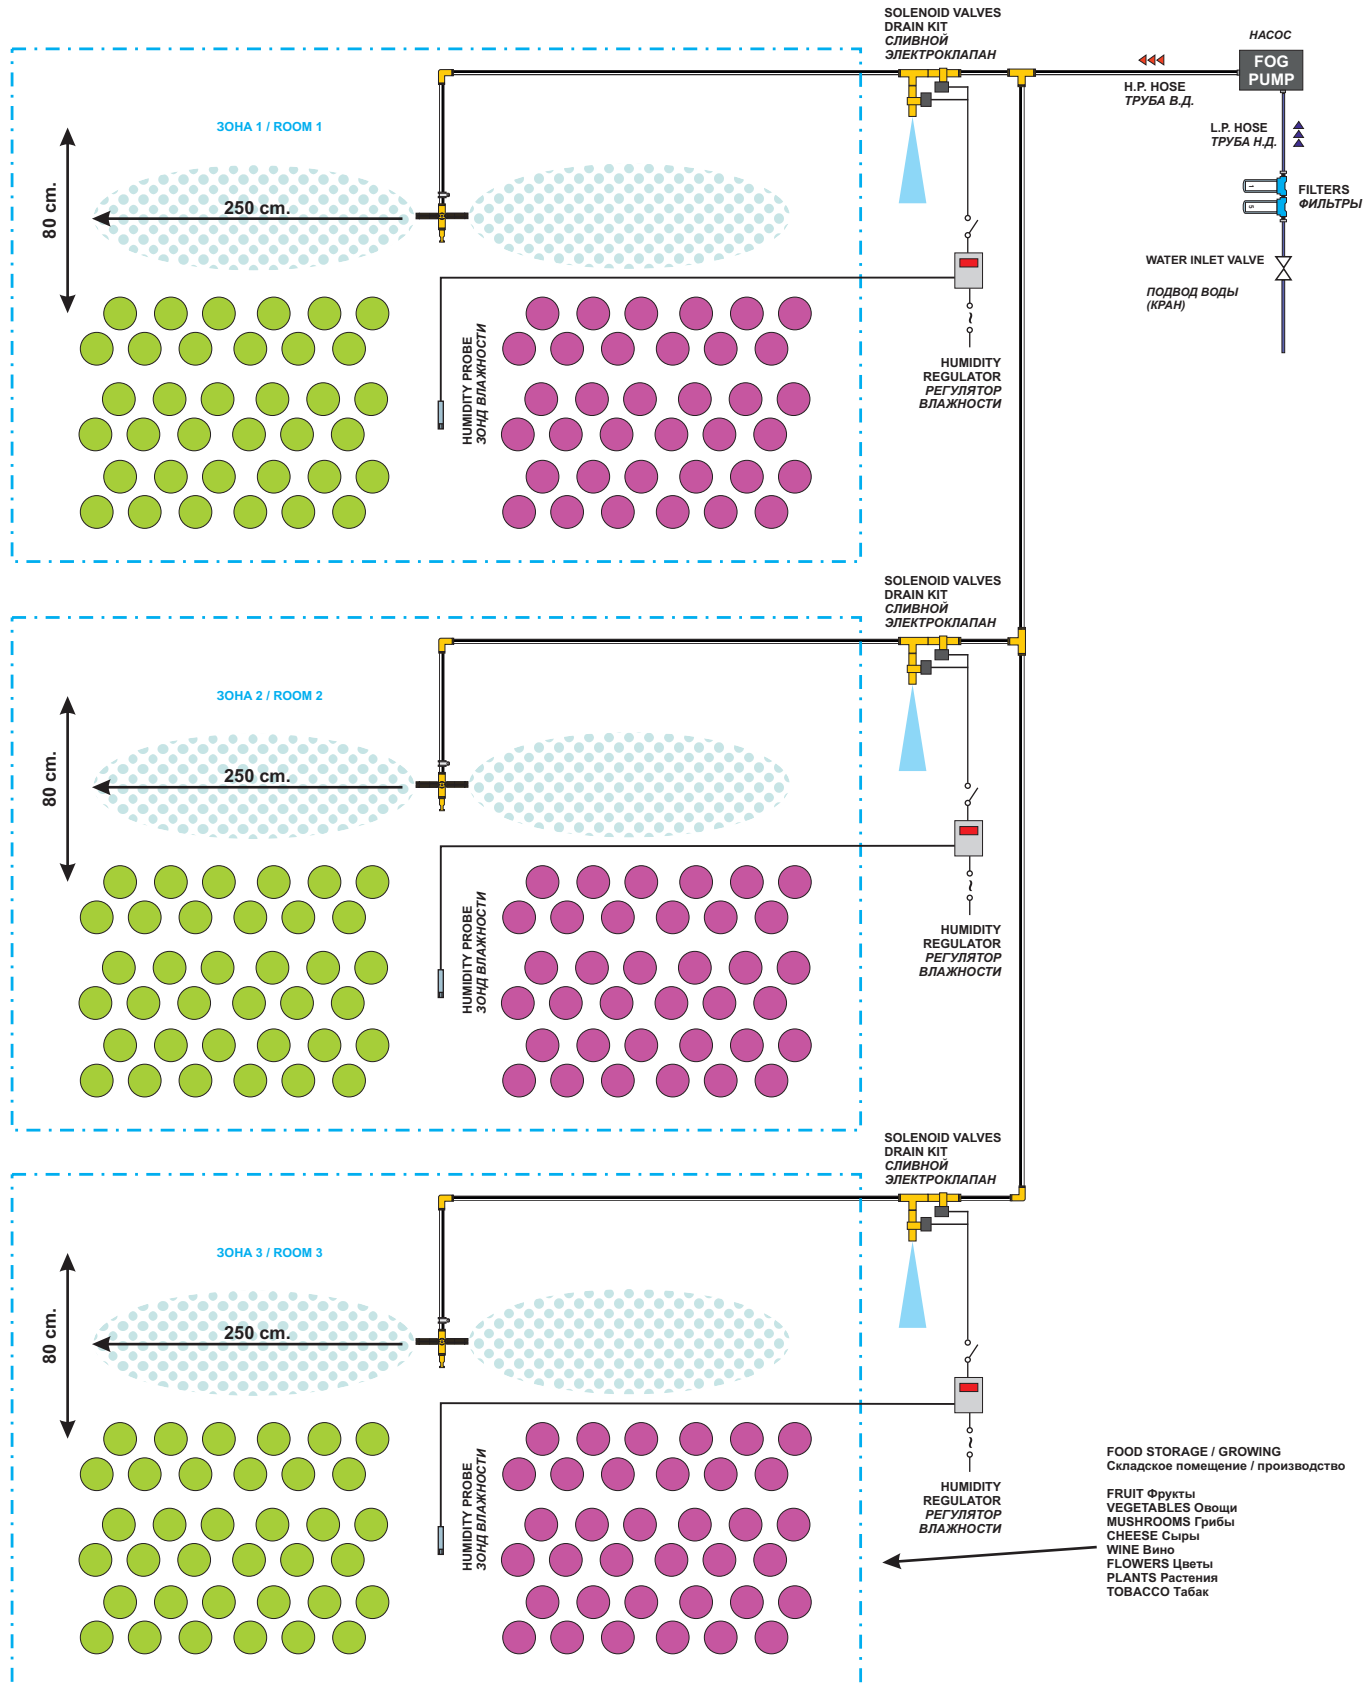 SOLENOID VALVES
DRAIN KIT
СЛИВНОЙ
ЭЛЕКТРОКЛАПАН
НАСОС
FOG
PUMP
H.P. HOSE
ТРУБА В.Д.
L.P. HOSE
ТРУБА Н.Д.
1
5
FILTERS
ФИЛЬТРЫ
WATER INLET VALVE
ПОДВОД ВОДЫ
(КРАН)
ЗОНА 1 / ROOM 1
80 cm.
250 cm.
HUMIDITY PROBE
ЗОНД ВЛАЖНОСТИ
HUMIDITY
REGULATOR
РЕГУЛЯТОР
ВЛАЖНОСТИ
SOLENOID VALVES
DRAIN KIT
СЛИВНОЙ
ЭЛЕКТРОКЛАПАН
ЗОНА 2 / ROOM 2
80 cm.
250 cm.
HUMIDITY PROBE
ЗОНД ВЛАЖНОСТИ
HUMIDITY
REGULATOR
РЕГУЛЯТОР
ВЛАЖНОСТИ
SOLENOID VALVES
DRAIN KIT
СЛИВНОЙ
ЭЛЕКТРОКЛАПАН
ЗОНА 3 / ROOM 3
80 cm.
250 cm.
HUMIDITY PROBE
ЗОНД ВЛАЖНОСТИ
HUMIDITY
REGULATOR
РЕГУЛЯТОР
ВЛАЖНОСТИ
FOOD STORAGE / GROWING
Складское помещение / производство
FRUIT Фрукты
VEGETABLES Овощи
MUSHROOMS Грибы
CHEESE Сыры
WINE Вино
FLOWERS Цветы
PLANTS Растения
TOBACCO Табак